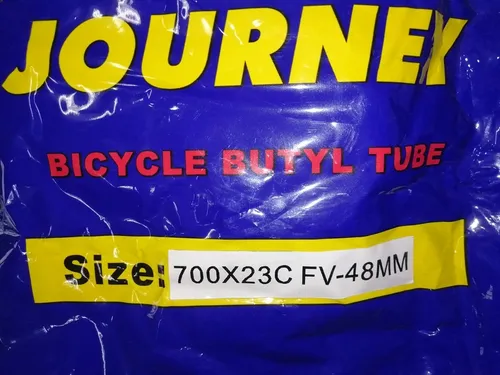 JOURNEY
BICYCLE BUTYL TUBE
Size: 700X23C FV-48MM